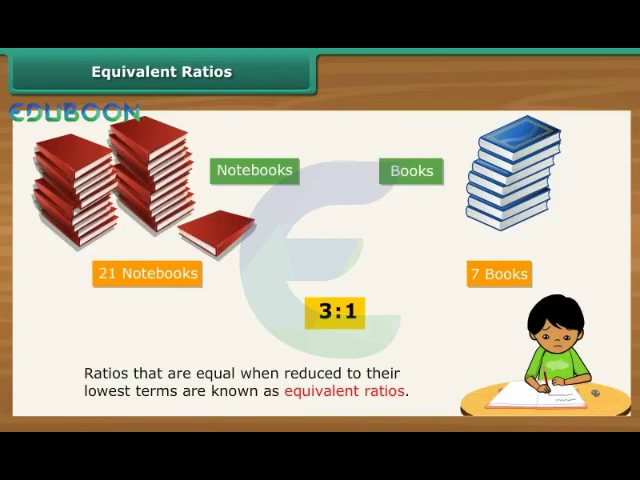 Equivalent Ratios
EDUBOON
Notebooks
Books
21 Notebooks
7 Books
3:1
Ratios that are equal when reduced to their
lowest terms are known as equivalent ratios.